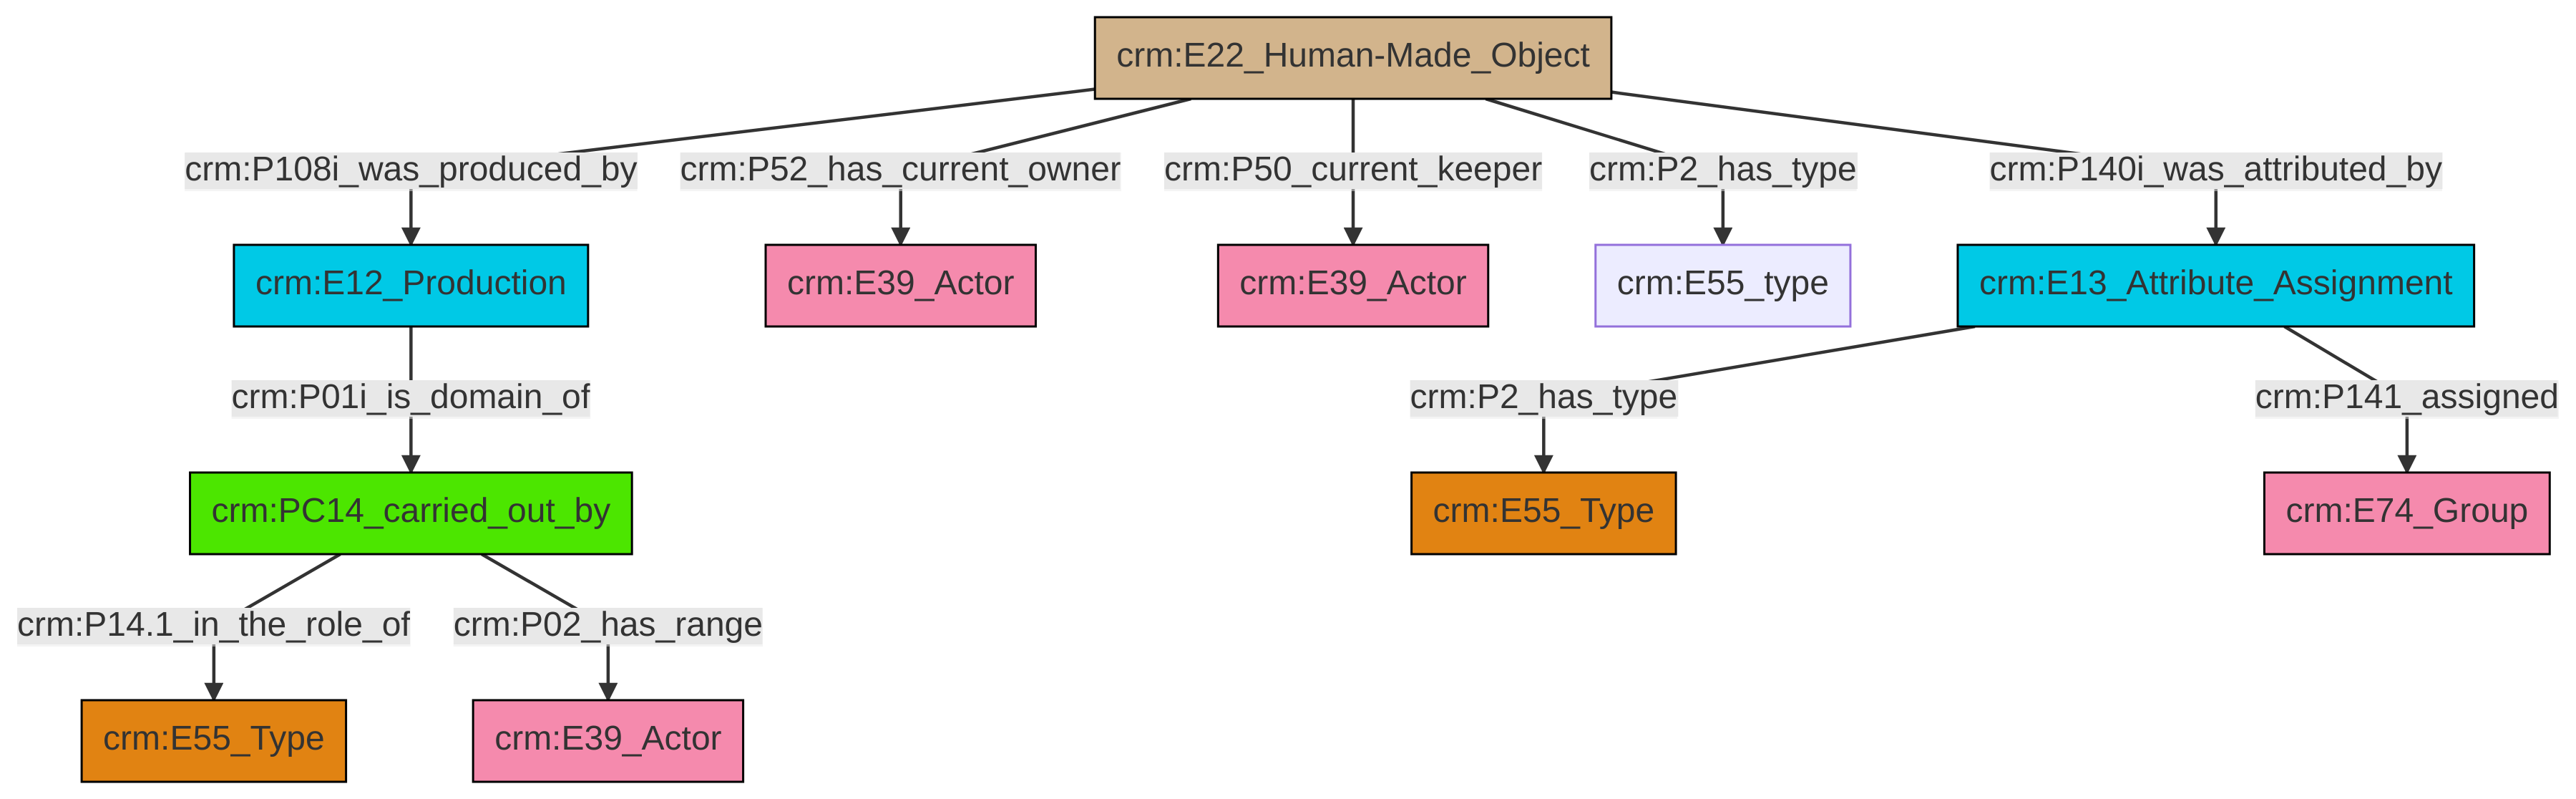 crm:E22_Human-Made_Object
crm:P108i_was_produced_by
crm:P52_has_current_owner
crm:P50_current_keeper
crm:P2_has_type
crm:P140i_was_attributed_by
crm:E12_Production
crm:E39_Actor
crm:E39_Actor
crm:E55_type
crm:E13_Attribute_Assignment
crm:P01i_is_domain_of
crm:P2_has_type
crm:P141_assigned
crm:PC14_carried_out_by
crm:E55_Type
crm:E74_Group
crm:P14.1_in_the_role_of
crm:P02_has_range
crm:E55_Type
crm:E39_Actor